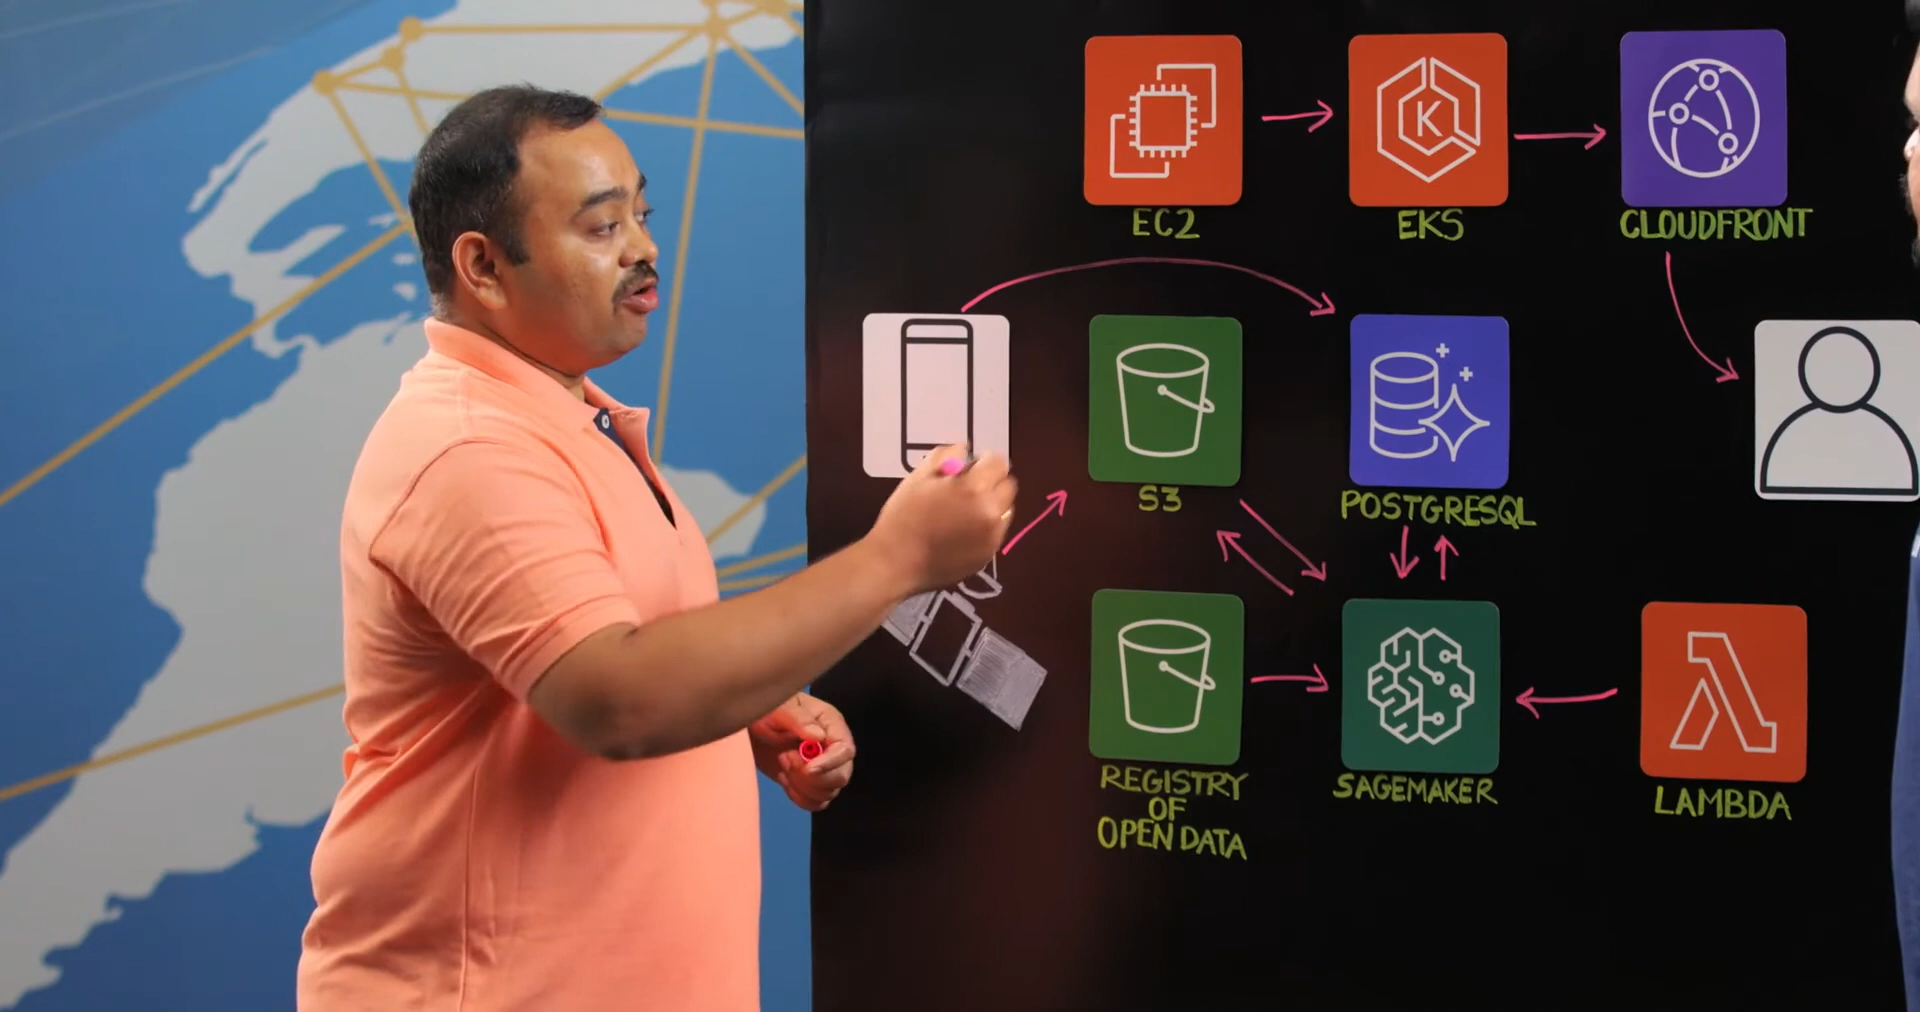 EC2
K
EKS
CLOUDFRONT
S3
POSTGRESQL
REGISTRY
OF
OPEN DATA
SAGEMAKER
LAMBDA